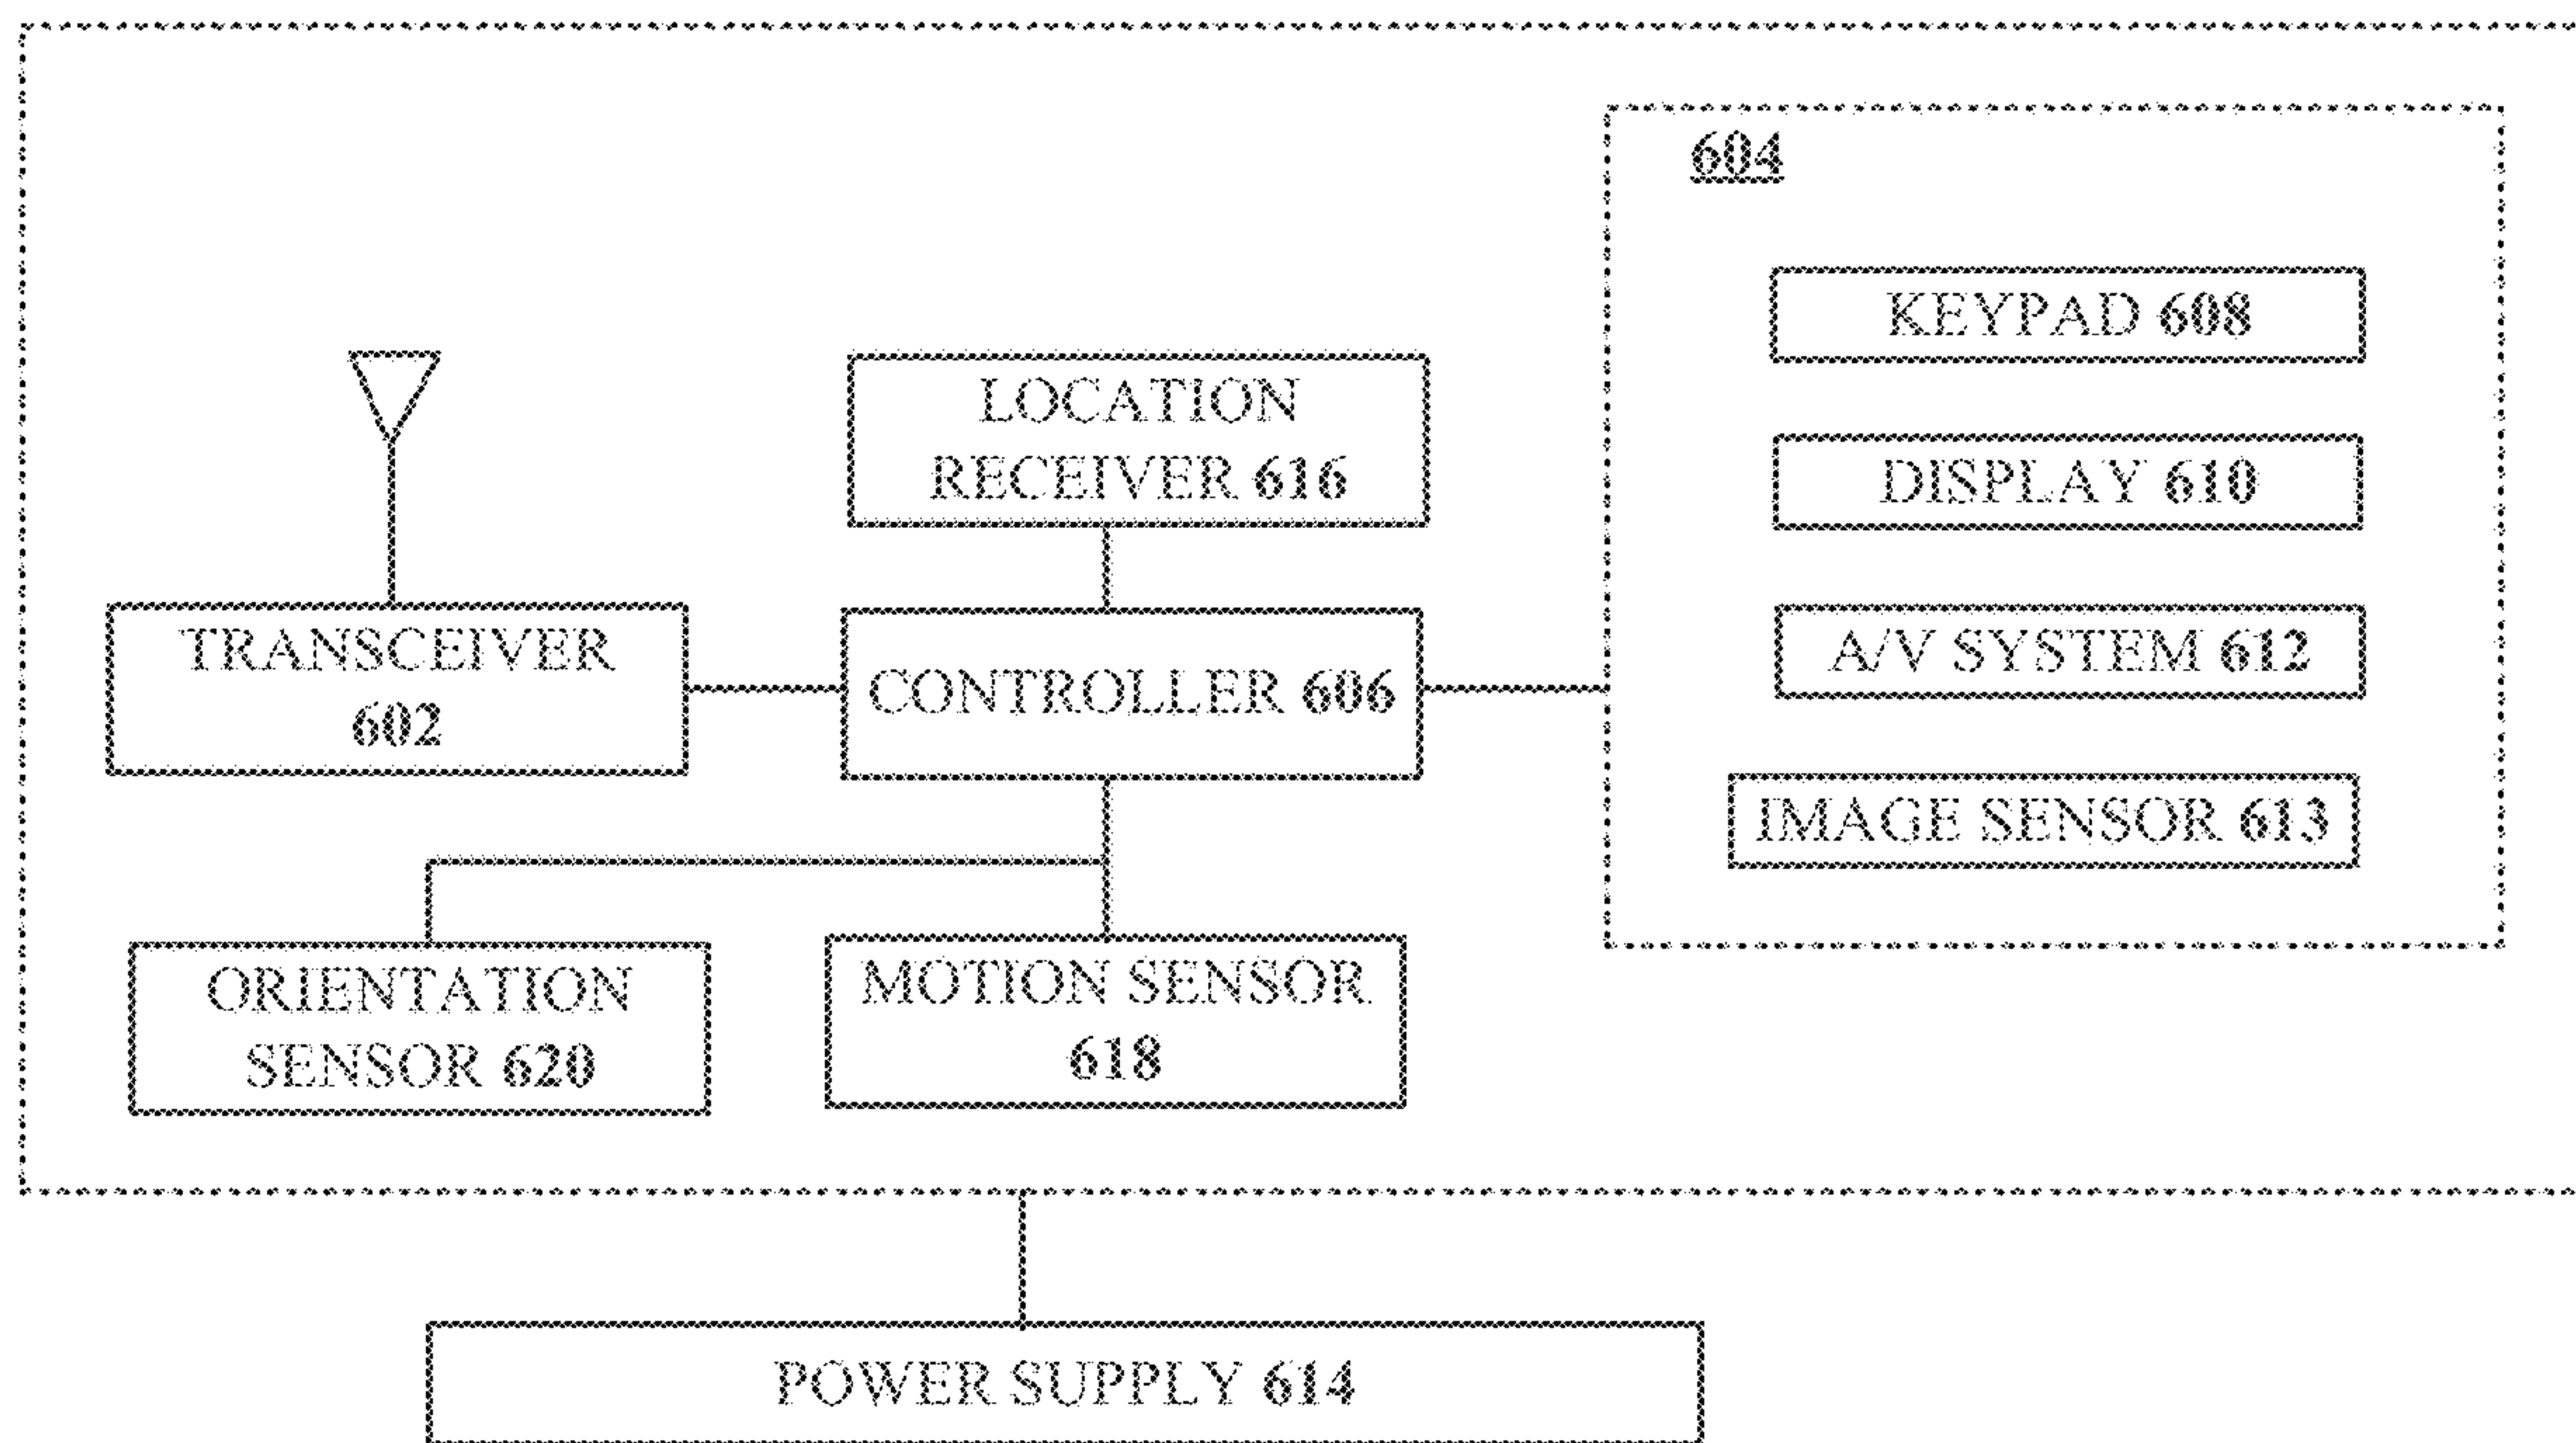 604
KEYPAD 608
LOCATION
RECEIVER 616
DISPLAY 610
TRANSCEIVER
602
CONTROLLER 606
A/V SYSTEM 612
IMAGE SENSOR 613
ORIENTATION
SENSOR 620
MOTION SENSOR
618
POWER SUPPLY 614